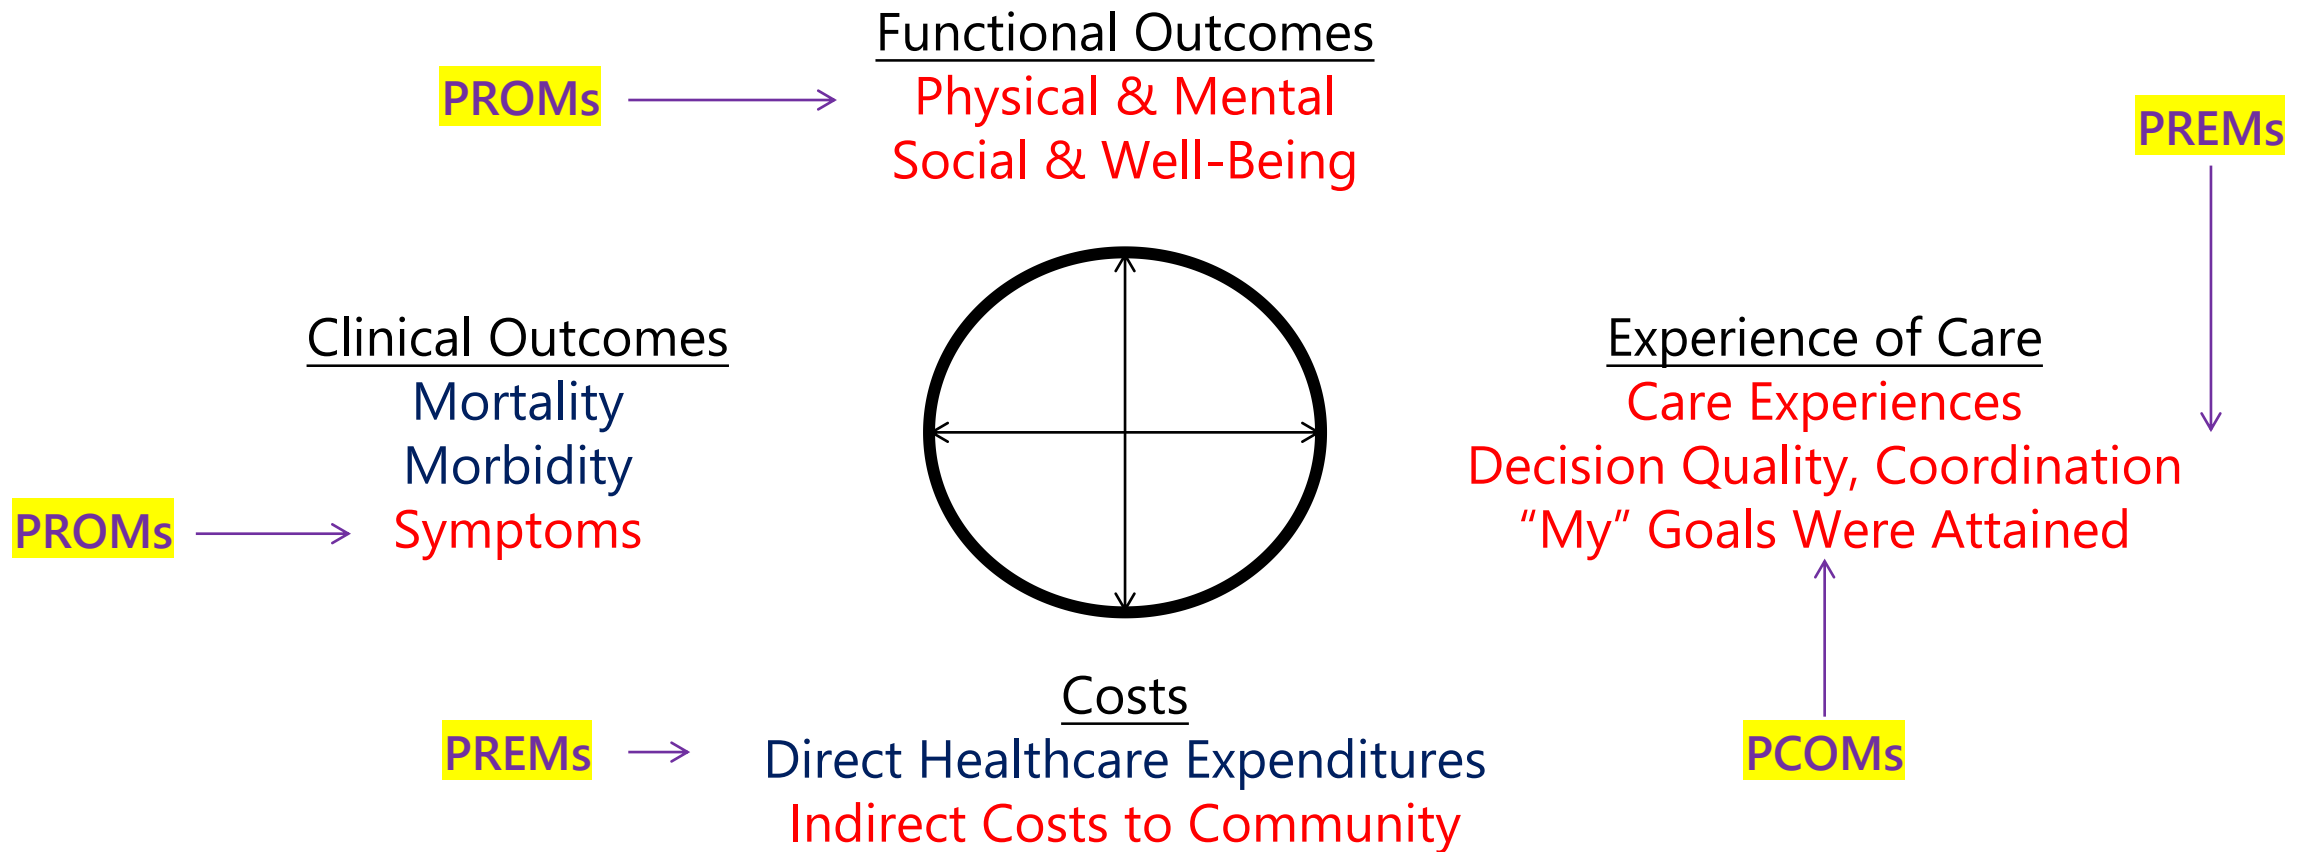 Functional Outcomes
PROMs
Physical & Mental
Social & Well-Being
PREMs
Clinical Outcomes
Mortality
Morbidity
Symptoms
PROMs
Experience of Care
Care Experiences
Decision Quality, Coordination
“My” Goals Were Attained
Costs
PREMs
Direct Healthcare Expenditures
Indirect Costs to Community
PCOMs